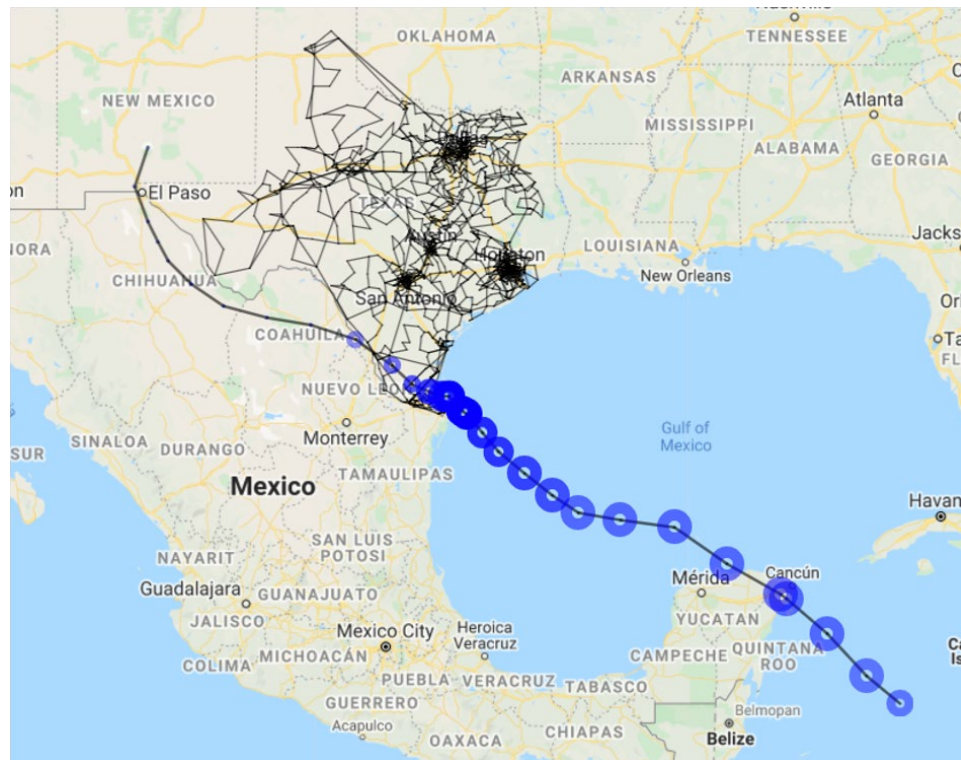 OKLAHOMA
TENNESSEE
ARKANSAS
NEW MEXICO
Atlanta
MISSISSIPPI
ALABAMA
GEORGIA
El Paso
TEXAS
Austin
Houston
LOUISIANA
Jacks
New Orleans
CHIHUAHUA
San Antonio
COAHUILA
NUEVO LEON
Gulf of
Mexico
Monterrey
SINALOA
DURANGO
TAMAULIPAS
Mexico
Havan
SAN LUIS
POTOSI
NAYARIT
Cancún
Mérida
Guadalajara
GUANAJUATO
JALISCO
YUCATAN
Mexico City
Heroica
Veracruz
COLIMA
MICHOACÁN
CAMPECHE
QUINTANA
ROO
PUEBLA
VERACRUZ
TABASCO
GUERRERO
Belmopan
Acapulco
OAXACA
CHIAPAS
Belize